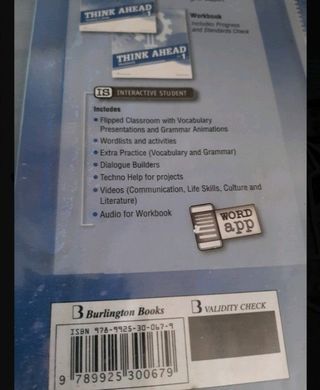 THINK AHEAD
THINK AHEAD
1
Workbook
Includes Progress
and Standards Check
IS INTERACTIVE STUDENT
Includes
• Flipped Classroom with Vocabulary
Presentations and Grammar Animations
• Wordlists and activities
• Extra Practice (Vocabulary and Grammar)
• Dialogue Builders
• Techno Help for projects
• Videos (Communication, Life Skills, Culture and
Literature)
• Audio for Workbook
WORD
app
B Burlington Books
B VALIDITY CHECK
ISBN 978-9925-30-067-9
9 789925 300679